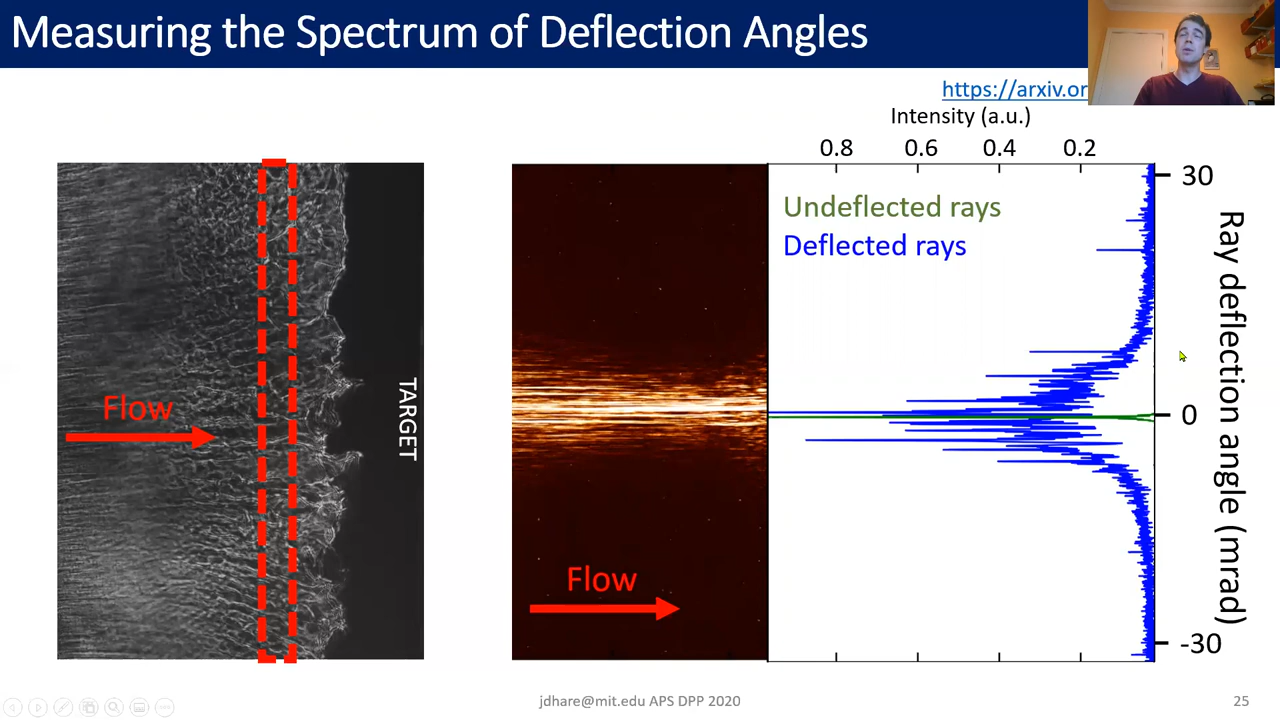 Measuring the Spectrum of Deflection Angles
https://arxiv.or
Intensity (a.u.)
0.8 0.6 0.4 0.2
Undeflected rays
Deflected rays
30
0
-30
Ray deflection angle (mrad)
Flow
TARGET
Flow
jdhare@mit.edu APS DPP 2020
25